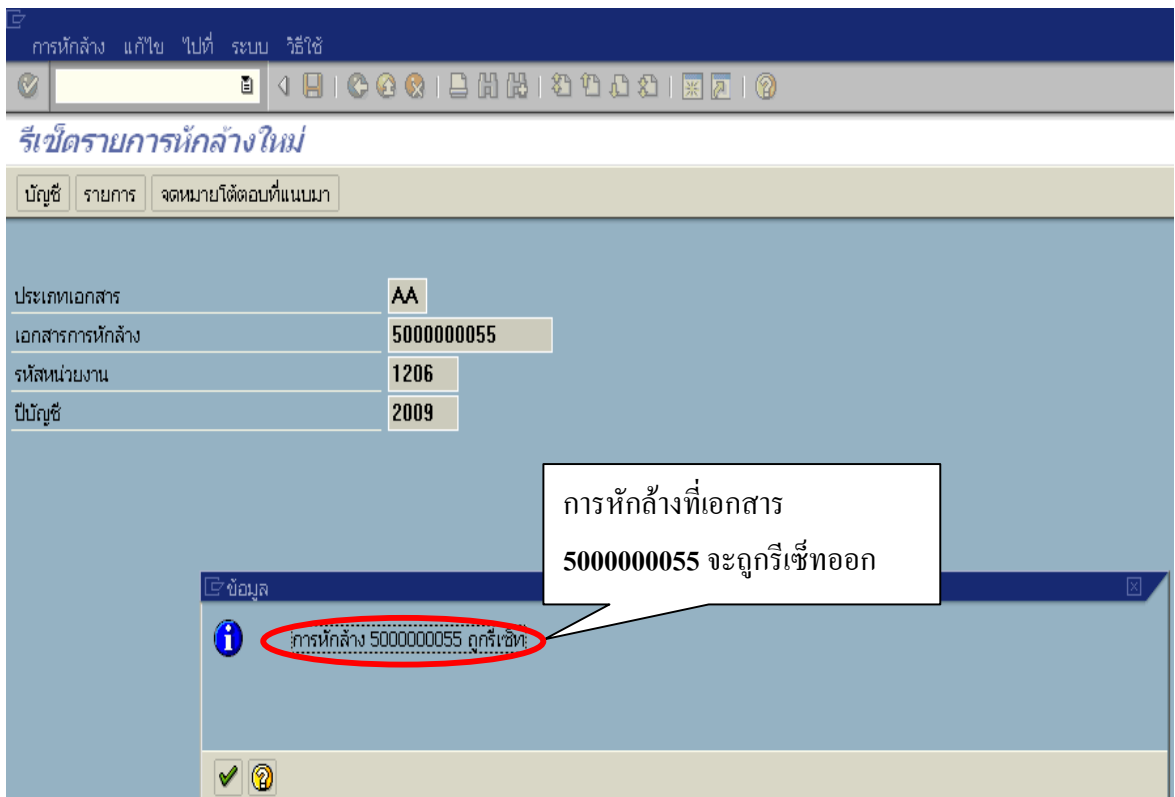 การหักล้าง แก้ไข ไปที่ ระบบ วิธีใช้
รีเซ็ตรายการหักล้างใหม่
บัญชี รายการ จดหมายโต้ตอบที่แนบมา
ประเภทเอกสาร AA
เอกสารการหักล้าง 5000000055
รหัสหน่วยงาน 1206
ปีบัญชี 2009
การหักล้างที่เอกสาร
5000000055 จะถูกรีเซ็ทออก
ข้อมูล
การหักล้าง 5000000055 ถูกรีเซ็ท